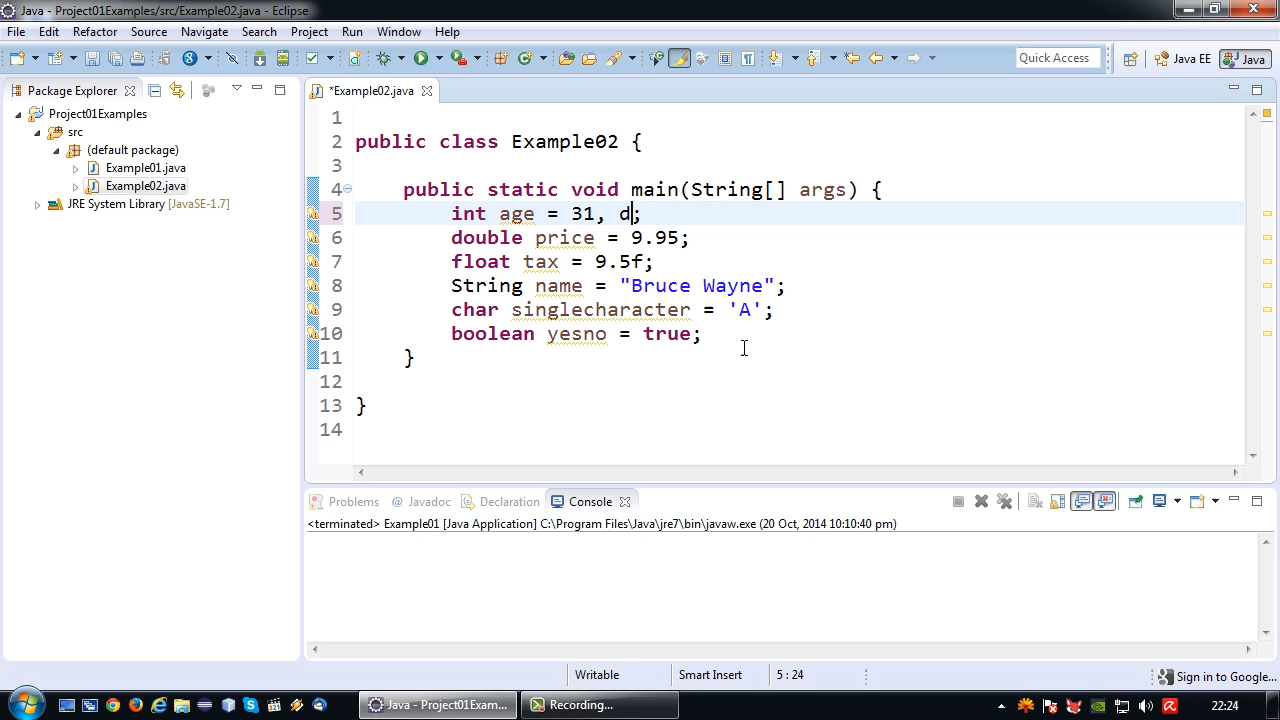 Java - Project01Examples/src/Example02.java - Eclipse
File Edit Refactor Source Navigate Search Project Run Window Help
Quick Access Java EE Java
Package Explorer
Project01Examples
src
(default package)
Example01.java
Example02.java
JRE System Library [JavaSE-1.7]
*Example02.java
1
2 public class Example02 {
3
4 public static void main(String[] args) {
5 int age = 31, d;
6 double price = 9.95;
7 float tax = 9.5f;
8 String name = "Bruce Wayne";
9 char singlecharacter = 'A';
10 boolean yesno = true;
11 }
12
13 }
14
Problems @ Javadoc Declaration Console
<terminated> Example01 [Java Application] C:\Program Files\Java\jre7\bin\javaw.exe (20 Oct, 2014 10:10:40 pm)
Writable Smart Insert 5 : 24 Sign in to Google...
Java - Project01Exam... Recording... 22:24